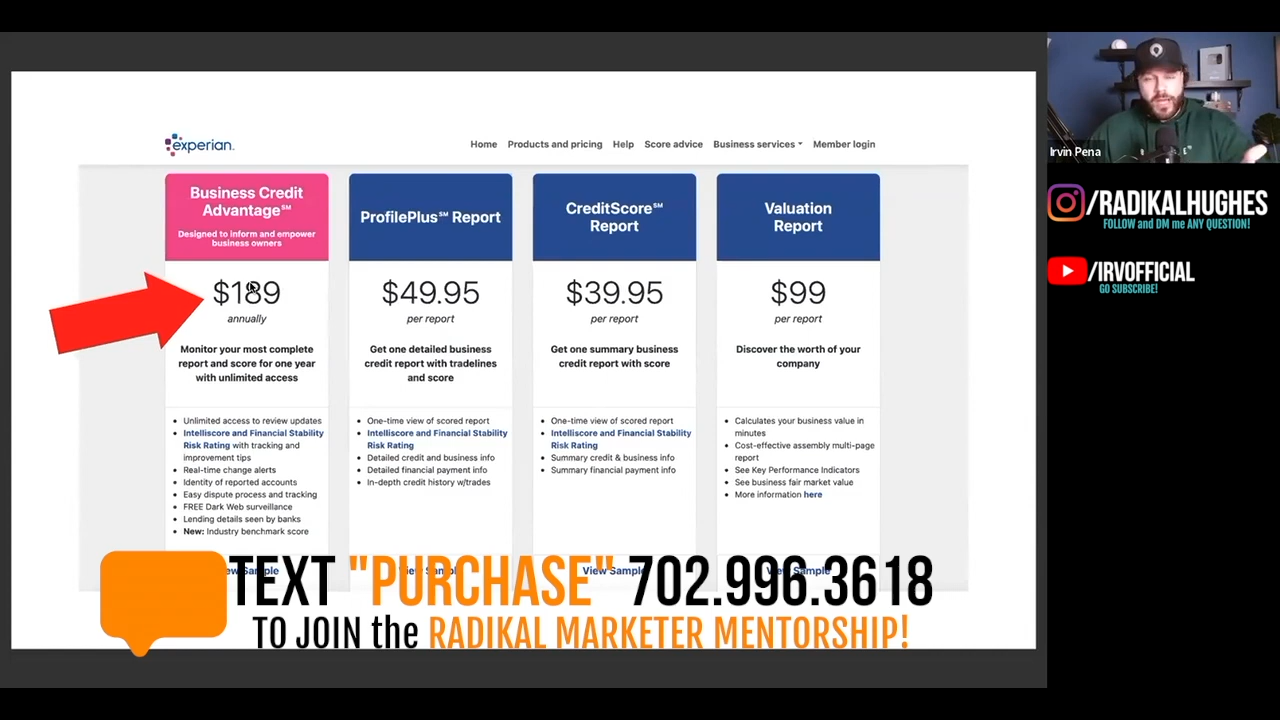 experian.
Home Products and pricing Help Score advice Business services Member login
Business Credit
Advantage℠
Designed to inform and empower
business owners
$189
annually
Monitor your most complete
report and score for one year
with unlimited access
Unlimited access to review updates
Intelliscore and Financial Stability
Risk Rating with tracking and
improvement tips
Real-time change alerts
Identity of reported accounts
Easy dispute process and tracking
FREE Dark Web surveillance
Lending details seen by banks
New: Industry benchmark score
ProfilePlus℠ Report
$49.95
per report
Get one detailed business
credit report with tradelines
and score
One-time view of scored report
Intelliscore and Financial Stability
Risk Rating
Detailed credit and business info
Detailed financial payment info
In-depth credit history w/trades
CreditScore℠
Report
$39.95
per report
Get one summary business
credit report with score
One-time view of scored report
Intelliscore and Financial Stability
Risk Rating
Summary credit & business info
Summary financial payment info
Valuation
Report
$99
per report
Discover the worth of your
company
Calculates your business value in
minutes
Cost-effective assembly multi-page
report
See Key Performance Indicators
See business fair market value
More information here
View Sample
TEXT "PURCHASE" 702.996.3618
TO JOIN the RADIKAL MARKETER MENTORSHIP!
Irvin Pena
/RADIKALHUGHES
FOLLOW and DM me ANY QUESTION!
/IRVOFFICIAL
GO SUBSCRIBE!